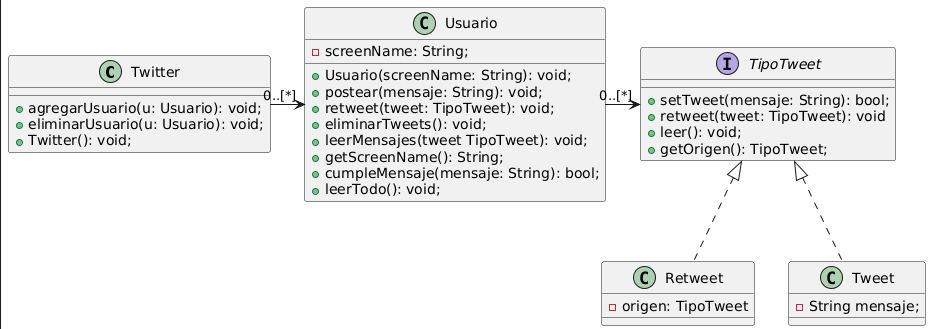 C Twitter
agregarUsuario(u: Usuario): void;
eliminarUsuario(u: Usuario): void;
Twitter(): void;
0..[*]
C Usuario
screenName: String;
Usuario(screenName: String): void;
postear(mensaje: String): void;
retweet(tweet: TipoTweet): void;
eliminarTweets(): void;
leerMensajes(tweet TipoTweet): void;
getScreenName(): String;
cumpleMensaje(mensaje: String): bool;
leerTodo(): void;
0..[*]
I TipoTweet
setTweet(mensaje: String): bool;
retweet(tweet: TipoTweet): void
leer(): void;
getOrigen(): TipoTweet;
C Retweet
origen: TipoTweet
C Tweet
String mensaje;